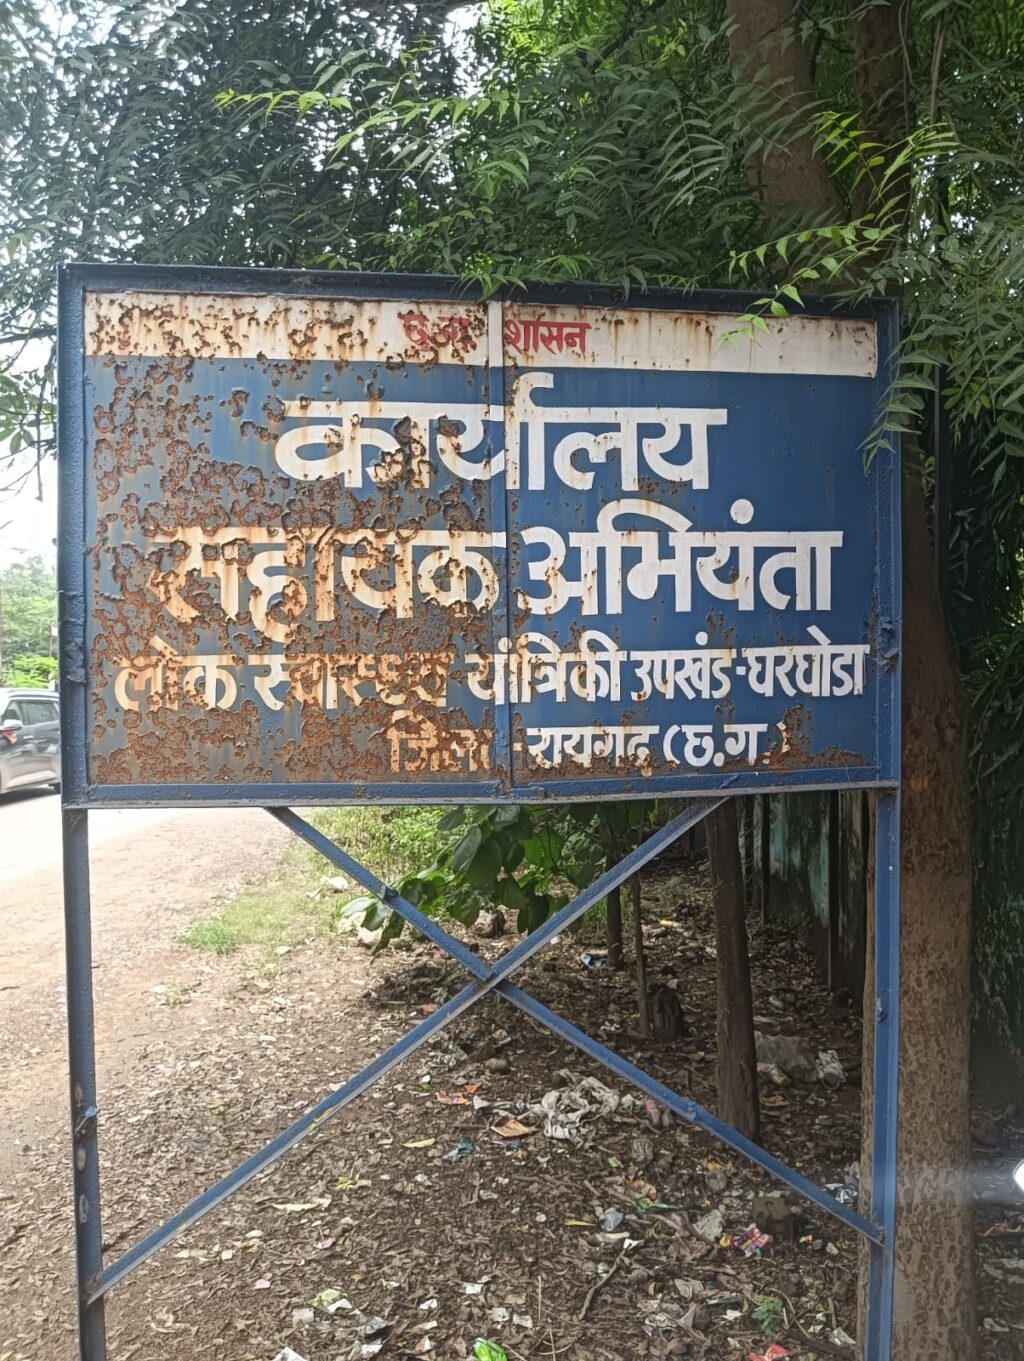 छ.ग. शासन
कार्यालय
सहायक अभियंता
लोक स्वास्थ्य यांत्रिकी उपखंड-घरघोडा
जिला-रायगढ़ (छ.ग.)